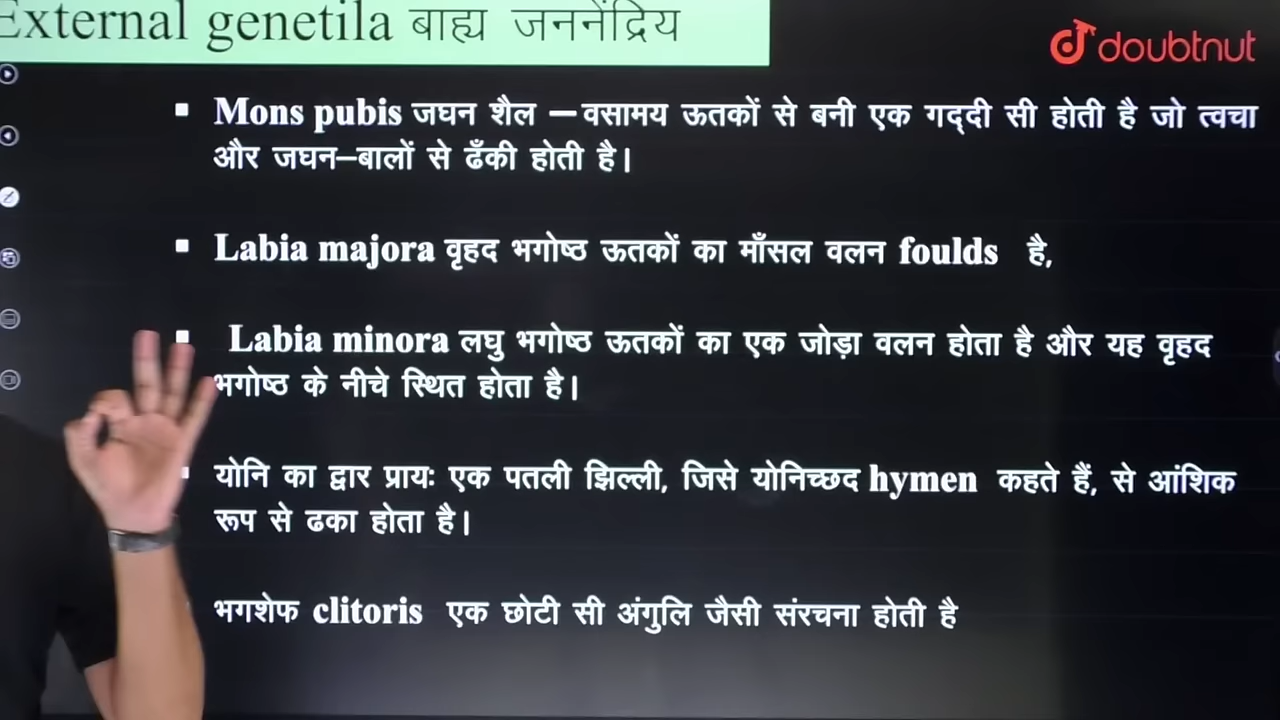 External genetila बाह्य जननेंद्रिय
doubtnut
Mons pubis जघन शैल – वसामय ऊतकों से बनी एक गद्दी सी होती है जो त्वचा
और जघन–बालों से ढँकी होती है।
Labia majora वृहद भगोष्ठ ऊतकों का माँसल वलन foulds है,
Labia minora लघु भगोष्ठ ऊतकों का एक जोड़ा वलन होता है और यह वृहद
भगोष्ठ के नीचे स्थित होता है।
योनि का द्वार प्रायः एक पतली झिल्ली, जिसे योनिच्छद hymen कहते हैं, से आंशिक
रूप से ढका होता है।
भगशेफ clitoris एक छोटी सी अंगुलि जैसी संरचना होती है